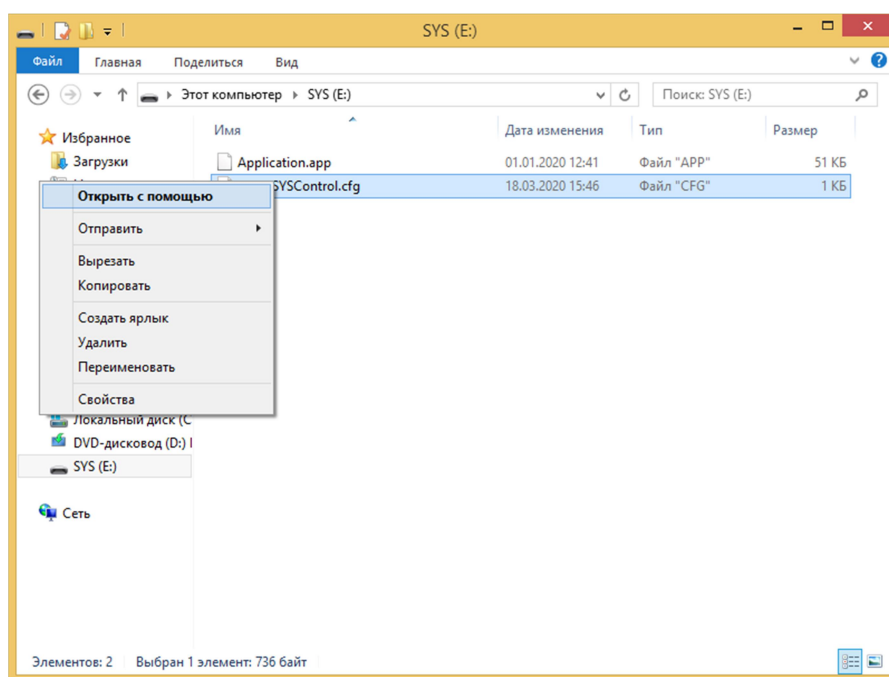 SYS (E:)
Файл Главная Поделиться Вид
Этот компьютер SYS (E:) Поиск: SYS (E:)
Имя Дата изменения Тип Размер
Избранное
Загрузки
Application.app 01.01.2020 12:41 Файл "APP" 51 КБ
SYSControl.cfg 18.03.2020 15:46 Файл "CFG" 1 КБ
Открыть с помощью
Отправить
Вырезать
Копировать
Создать ярлык
Удалить
Переименовать
Свойства
Локальный диск (C
DVD-дисковод (D:)
SYS (E:)
Сеть
Элементов: 2 Выбран 1 элемент: 736 байт